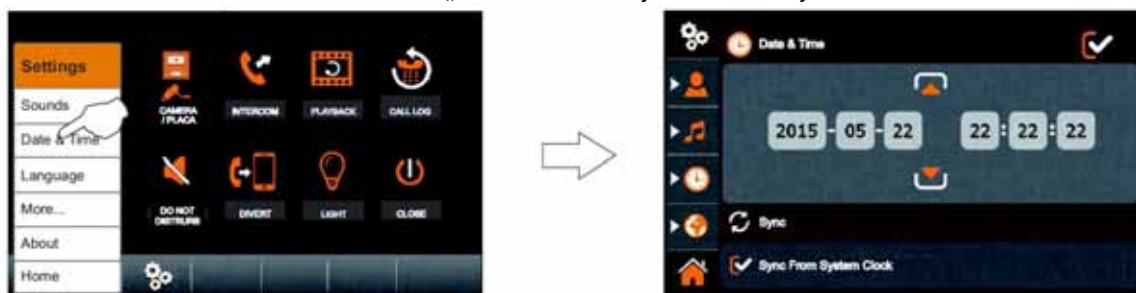 Settings
Sounds
Date & Time
Language
More...
About
Home
CAMERA
/ PLACA
INTERCOM
PLAYBACK
CALL LOG
DO NOT
DISTRURB
DIVERT
LIGHT
CLOSE
Date & Time
2015 - 05 - 22 22 : 22 : 22
Sync
Sync From System Clock